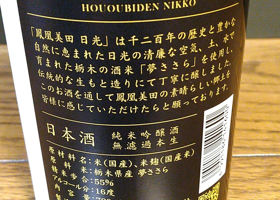 HOUOUBIDEN NIKKO
「鳳凰美田 日光」は千二百年の歴史と豊かな
自然に恵まれた日光の清廉な空気、土、水で
育まれた栃木の酒米「夢ささら」を使用し、
伝統的な生もと造りにて丁寧に醸しました。
このお酒を通して鳳凰美田の素晴らしい郷土を
皆様に感じていただけたらと願っております。
日本酒 純米吟醸酒
無濾過本生
原材料名:米(国産)、米麹(国産米)
原料米:栃木県産 夢ささら
精米歩合:55%
アルコール分:16度